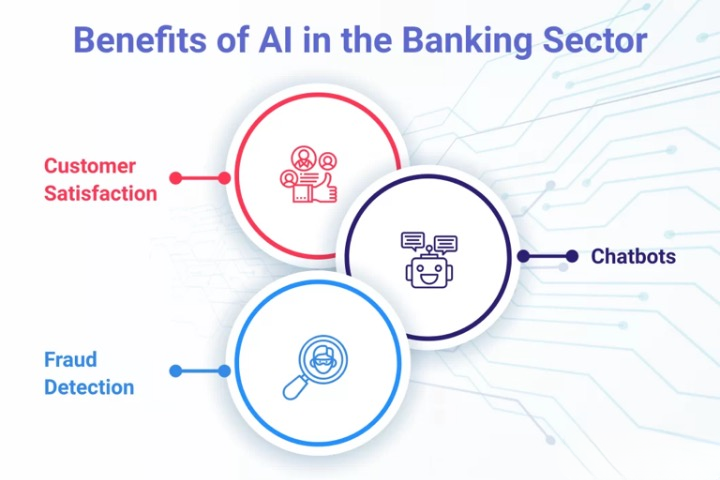 Benefits of AI in the Banking Sector
Customer
Satisfaction
Chatbots
Fraud
Detection